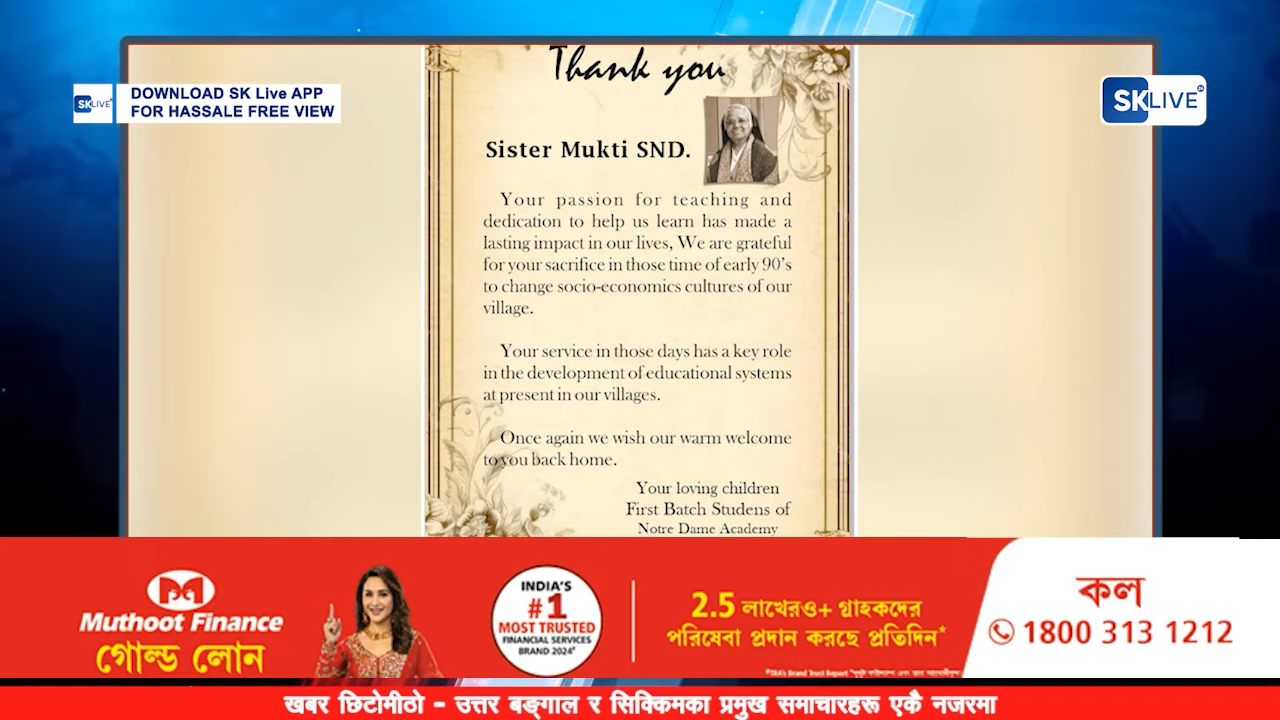 Thank you
DOWNLOAD SK Live APP
FOR HASSALE FREE VIEW
SKLIVE
SKLIVE
Sister Mukti SND.
Your passion for teaching and
dedication to help us learn has made a
lasting impact in our lives, We are grateful
for your sacrifice in those time of early 90's
to change socio-economics cultures of our
village.
Your service in those days has a key role
in the development of educational systems
at present in our villages.
Once again we wish our warm welcome
to you back home.
Your loving children
First Batch Studens of
Notre Dame Academy
Muthoot Finance
গোল্ড লোন
INDIA'S
#1
MOST TRUSTED
FINANCIAL SERVICES
BRAND 2024#
2.5 লাখেরও+ গ্রাহকদের
পরিষেবা প্রদান করছে প্রতিদিন*
কল
1800 313 1212
#TRA's Brand Trust Report
खबर छिटोमीठो - उत्तर बङ्गाल र सिक्किमका प्रमुख समाचारहरू एकै नजरमा